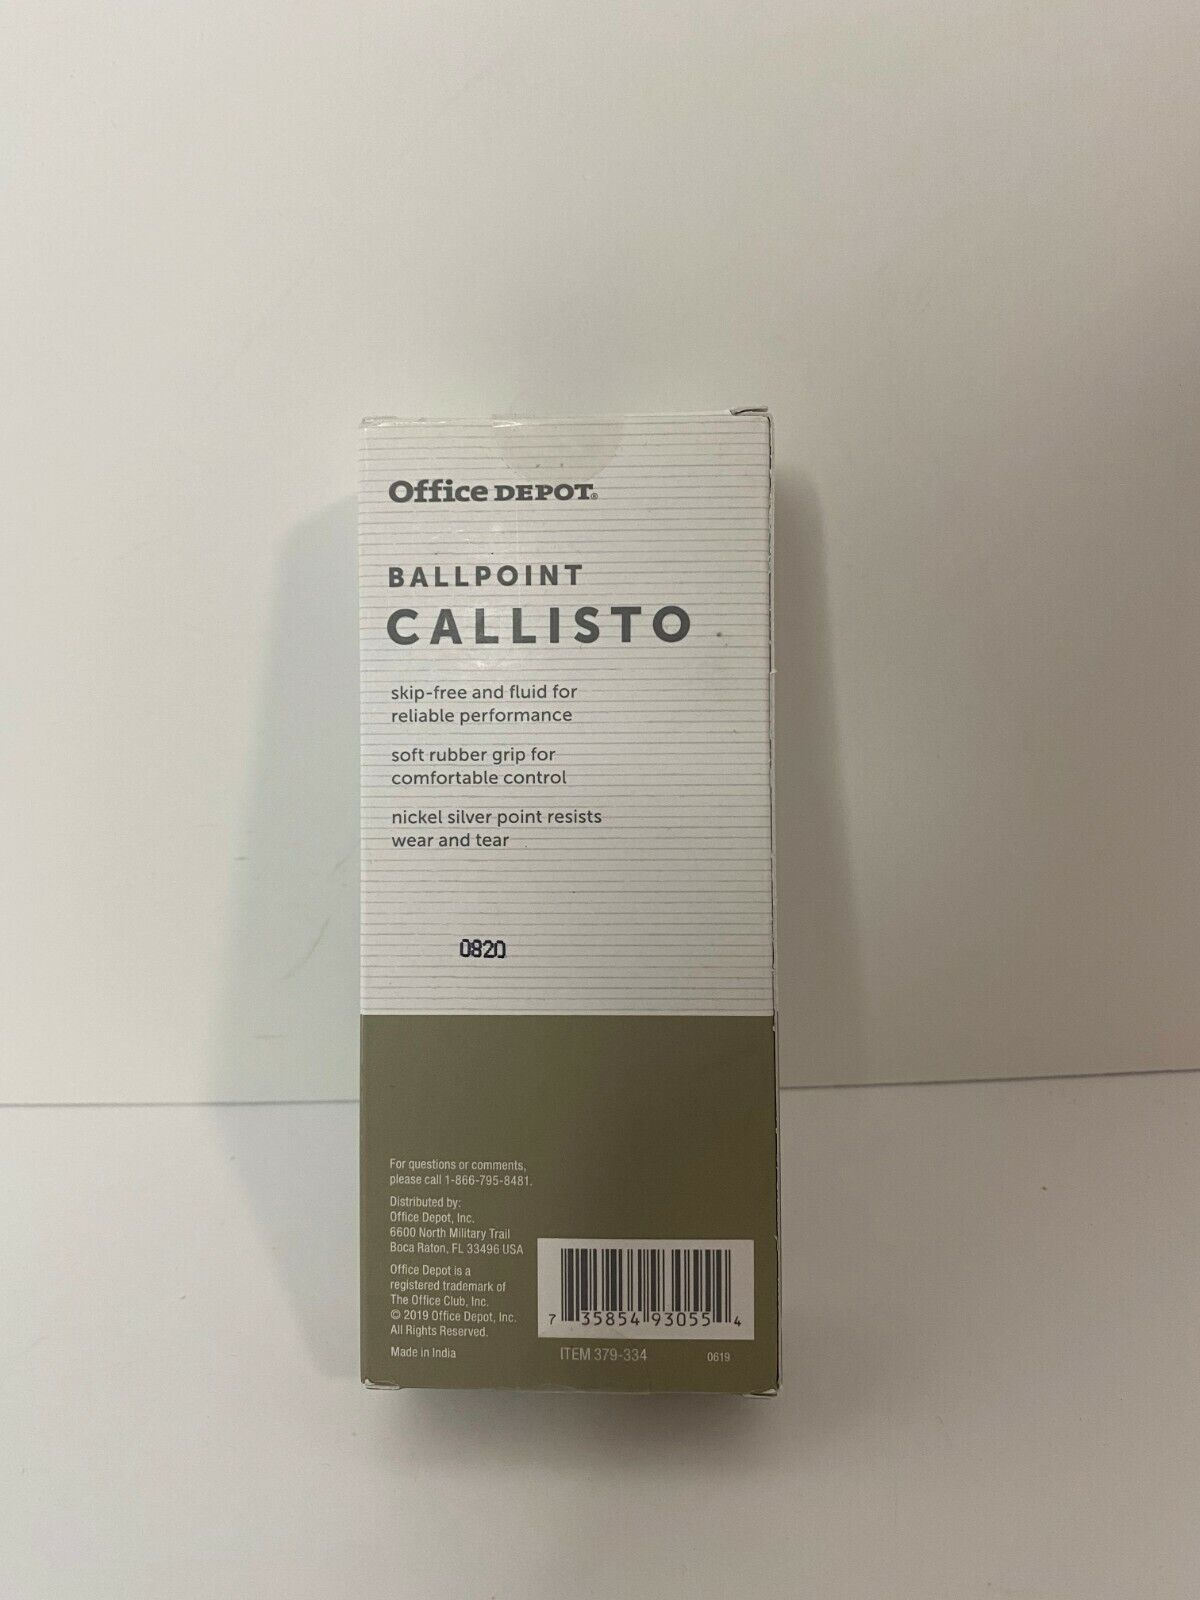 Office DEPOT®
BALLPOINT
CALLISTO
skip-free and fluid for
reliable performance
soft rubber grip for
comfortable control
nickel silver point resists
wear and tear
0820
For questions or comments,
please call 1-866-795-8481.
Distributed by:
Office Depot, Inc.
6600 North Military Trail
Boca Raton, FL 33496 USA
Office Depot is a
registered trademark of
The Office Club, Inc.
© 2019 Office Depot, Inc.
All Rights Reserved.
Made in India
7 35854 93055 4
ITEM 379-334
0619